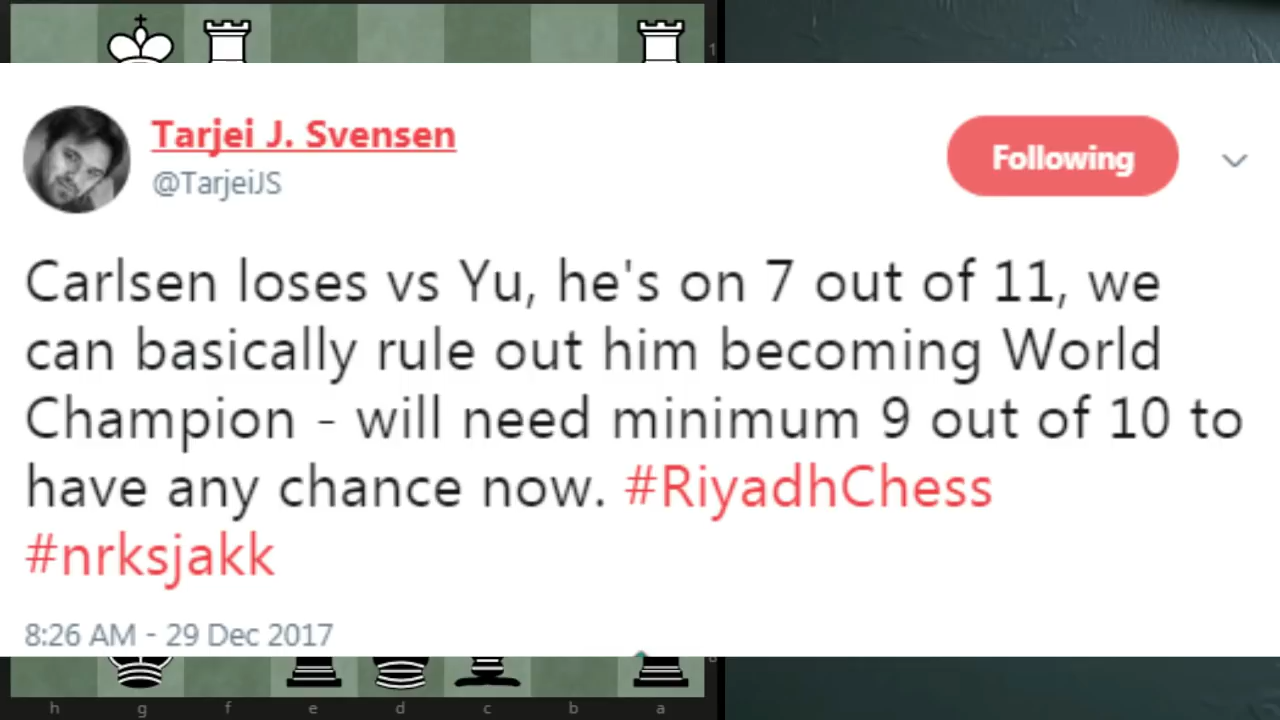 1
Tarjei J. Svensen
@TarjeiJS
Following
Carlsen loses vs Yu, he's on 7 out of 11, we
can basically rule out him becoming World
Champion - will need minimum 9 out of 10 to
have any chance now. #RiyadhChess
#nrksjakk
8:26 AM - 29 Dec 2017
h g f e d c b a